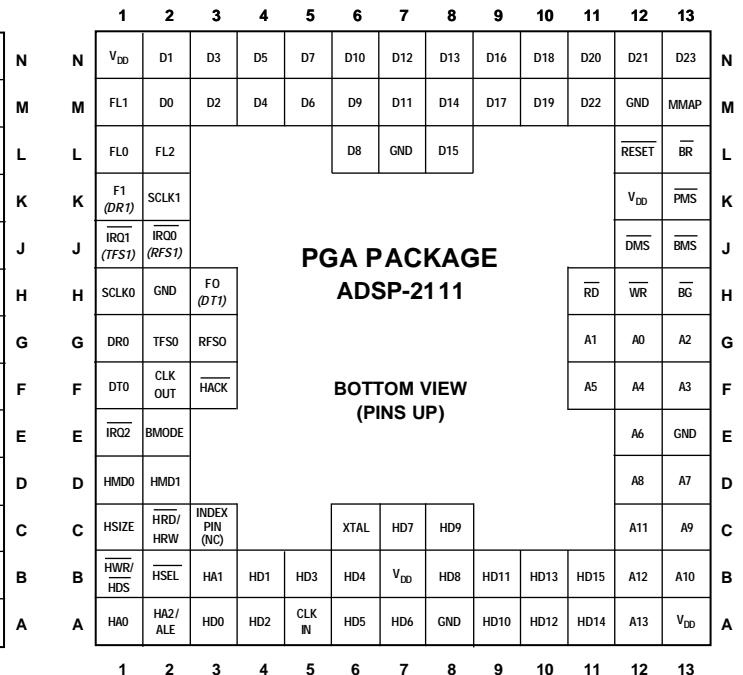 1 2 3 4 5 6 7 8 9 10 11 12 13
N N VDD D1 D3 D5 D7 D10 D12 D13 D16 D18 D20 D21 D23 N
M M FL1 D0 D2 D4 D6 D9 D11 D14 D17 D19 D22 GND MMAP M
L L FL0 FL2 D8 GND D15 RESET BR L
K K F1 (DR1) SCLK1 VDD PMS K
J J IRQ1 (TFS1) IRQ0 (RFS1) DMS BMS J
PGA PACKAGE
H H SCLK0 GND FO (DT1) ADSP-2111 RD WR BG H
G G DR0 TFS0 RFSO A1 A0 A2 G
F F DT0 CLK OUT HACK BOTTOM VIEW A5 A4 A3 F
(PINS UP)
E E IRQ2 BMODE A6 GND E
D D HMD0 HMD1 A8 A7 D
C C HSIZE HRD/ HRW INDEX PIN (NC) XTAL HD7 HD9 A11 A9 C
B B HWR/ HDS HSEL HA1 HD1 HD3 HD4 VDD HD8 HD11 HD13 HD15 A12 A10 B
A A HA0 HA2/ ALE HD0 HD2 CLK IN HD5 HD6 GND HD10 HD12 HD14 A13 VDD A
1 2 3 4 5 6 7 8 9 10 11 12 13